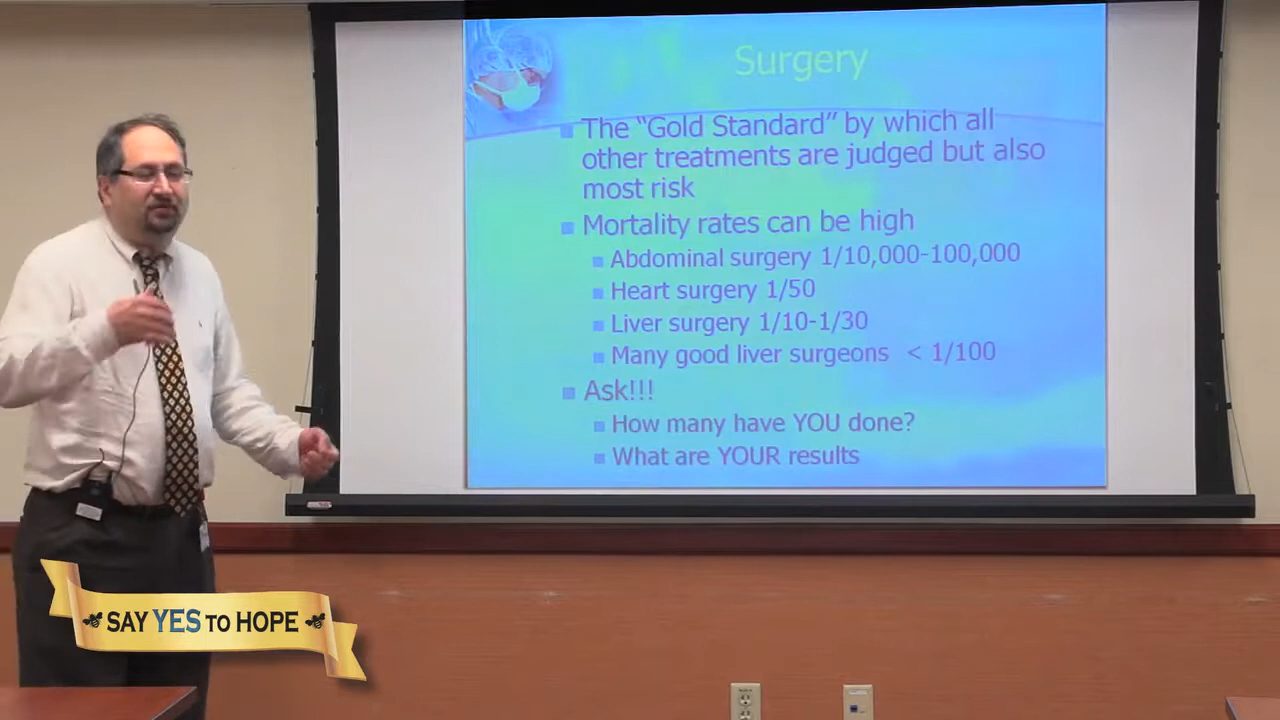 Surgery
The “Gold Standard” by which all
other treatments are judged but also
most risk
Mortality rates can be high
Abdominal surgery 1/10,000-100,000
Heart surgery 1/50
Liver surgery 1/10-1/30
Many good liver surgeons < 1/100
Ask!!!
How many have YOU done?
What are YOUR results
SAY YES TO HOPE